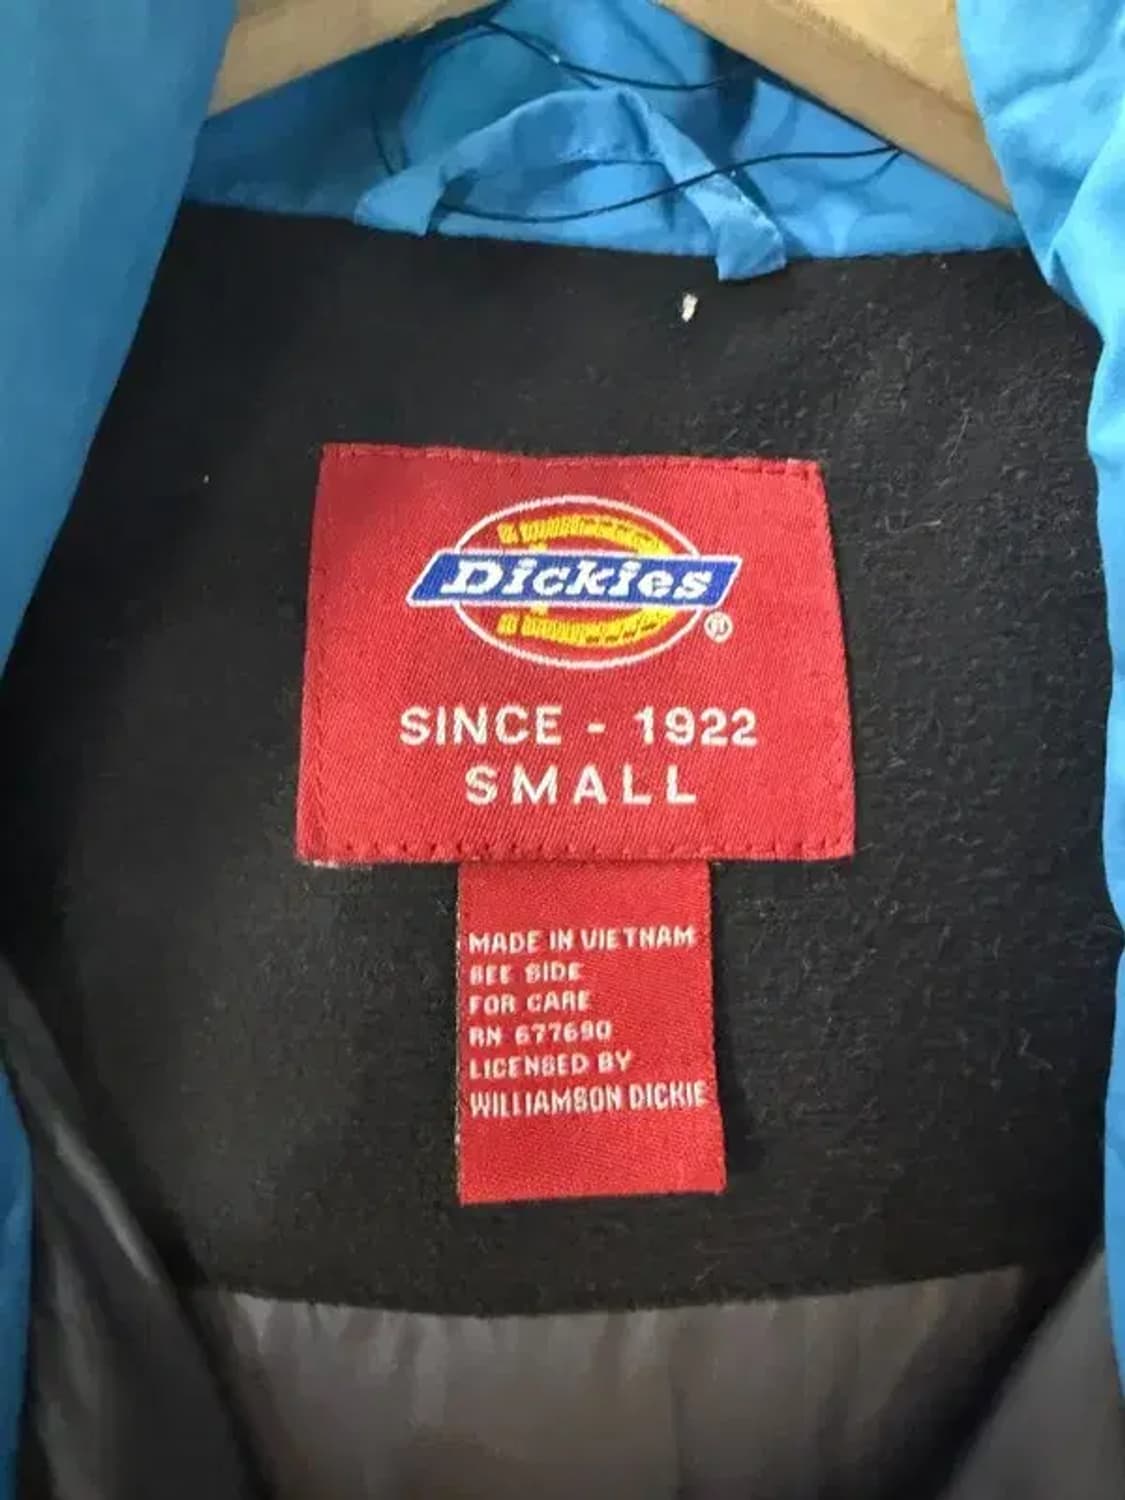 Dickies®
SINCE - 1922
SMALL
MADE IN VIETNAM
SEE SIDE
FOR CARE
RN 677690
LICENSED BY
WILLIAMSON DICKIE